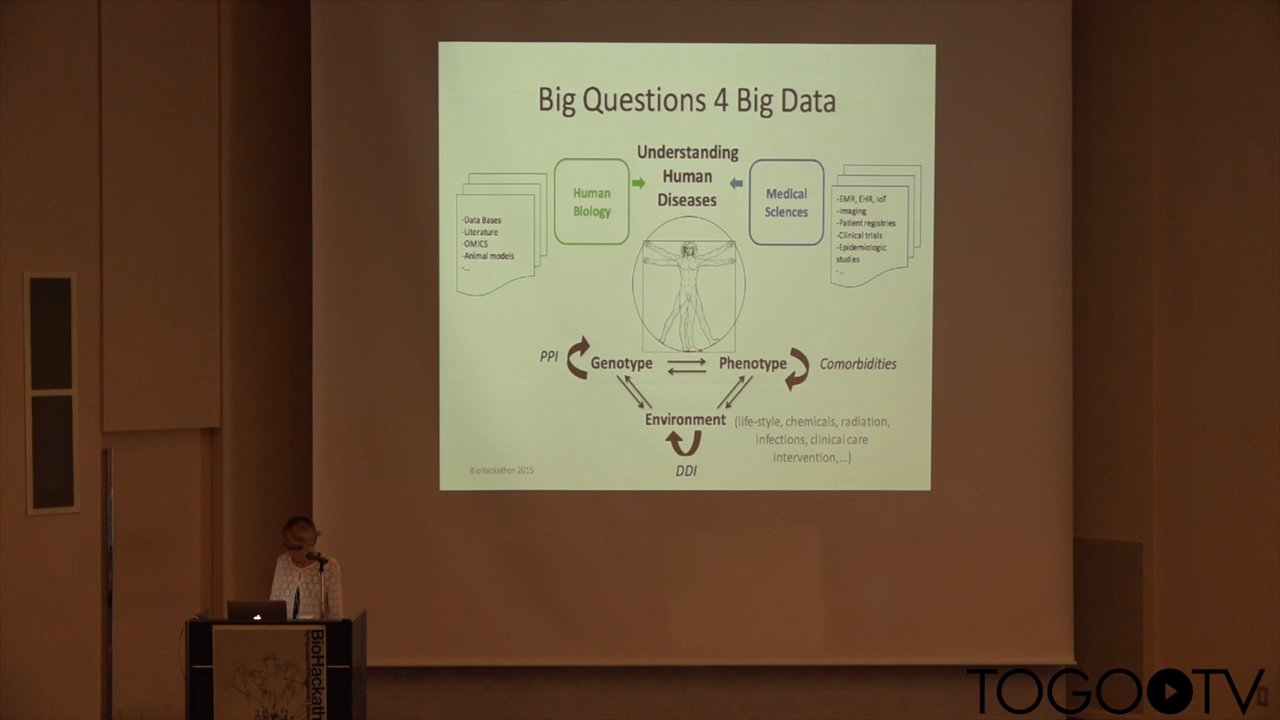 Big Questions 4 Big Data
Understanding
Human
Diseases
Human
Biology
Medical
Sciences
-Data Bases
-Literature
-OMICS
-Animal models
-...
-EMR, EHR, IoT
-Imaging
-Patient registries
-Clinical trials
-Epidemiologic
studies
-...
PPI
Genotype
Phenotype
Comorbidities
Environment
(life-style, chemicals, radiation,
infections, clinical care
intervention,...)
DDI
BioHackathon 2015
BioHackath
TOGO TV